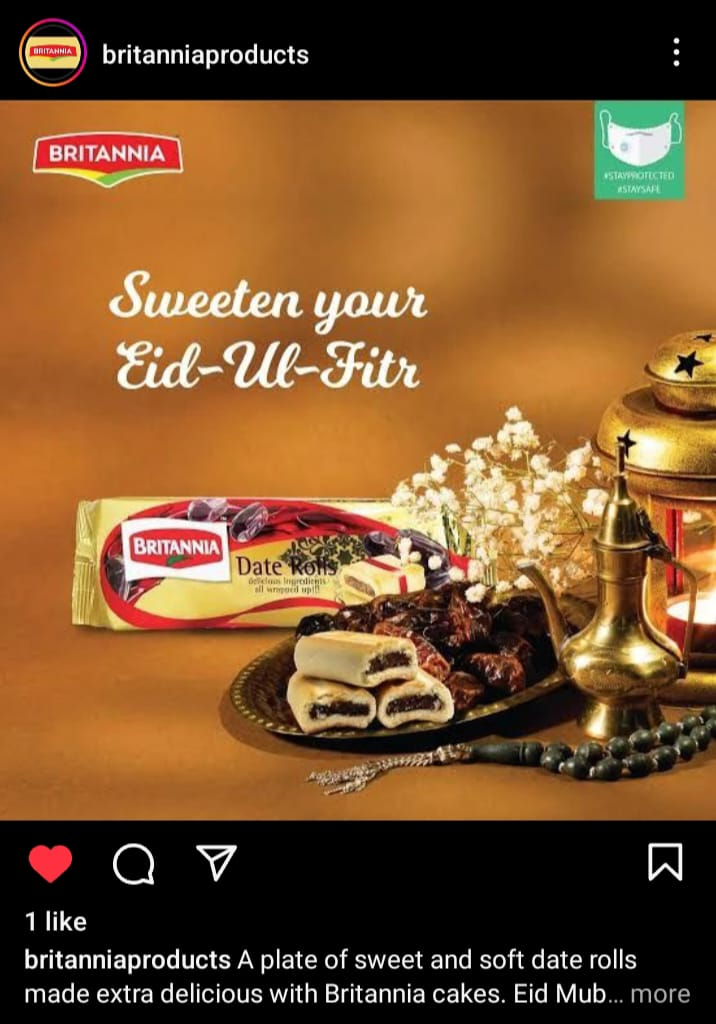 BRITANNIA
britanniaproducts
BRITANNIA
#STAYPROTECTED
#STAYSAFE
Sweeten your
Eid-Ul-Fitr
BRITANNIA
Date Rolls
delicious ingredients
all wrapped up!!!
1 like
britanniaproducts A plate of sweet and soft date rolls
made extra delicious with Britannia cakes. Eid Mub... more